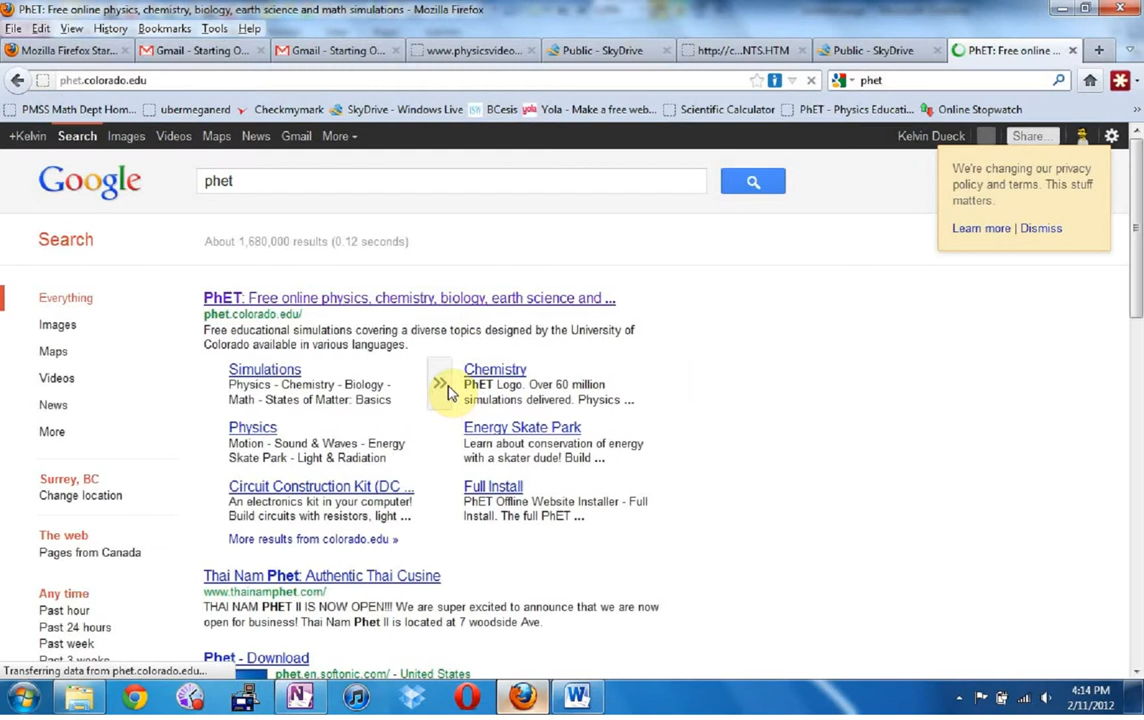 PhET: Free online physics, chemistry, biology, earth science and math simulations - Mozilla Firefox
File Edit View History Bookmarks Tools Help
Mozilla Firefox Star... Gmail - Starting O... Gmail - Starting O... www.physicsvideo... Public - SkyDrive http://c...NTS.HTM Public - SkyDrive PhET: Free online ...
phet.colorado.edu phet
PMSS Math Dept Hom... ubermeganerd Checkmymark SkyDrive - Windows Live BCesis Yola - Make a free web... Scientific Calculator PhET - Physics Educati... Online Stopwatch
+Kelvin Search Images Videos Maps News Gmail More Kelvin Dueck Share...
Google phet
We're changing our privacy
policy and terms. This stuff
matters.
Learn more | Dismiss
Search About 1,680,000 results (0.12 seconds)
Everything
Images
Maps
Videos
News
More
Surrey, BC
Change location
The web
Pages from Canada
Any time
Past hour
Past 24 hours
Past week
Past 3 weeks
PhET: Free online physics, chemistry, biology, earth science and ...
phet.colorado.edu/
Free educational simulations covering a diverse topics designed by the University of
Colorado available in various languages.
Simulations
Physics - Chemistry - Biology -
Math - States of Matter: Basics
Chemistry
PhET Logo. Over 60 million
simulations delivered. Physics ...
Physics
Motion - Sound & Waves - Energy
Skate Park - Light & Radiation
Energy Skate Park
Learn about conservation of energy
with a skater dude! Build ...
Circuit Construction Kit (DC ...
An electronics kit in your computer!
Build circuits with resistors, light ...
Full Install
PhET Offline Website Installer - Full
Install. The full PhET ...
More results from colorado.edu »
Thai Nam Phet: Authentic Thai Cusine
www.thainamphet.com/
THAI NAM PHET II IS NOW OPEN!!! We are super excited to announce that we are now
open for business! Thai Nam Phet II is located at 7 woodside Ave.
Phet - Download
phet.en.softonic.com/ - United States
Transferring data from phet.colorado.edu...
4:14 PM
2/11/2012